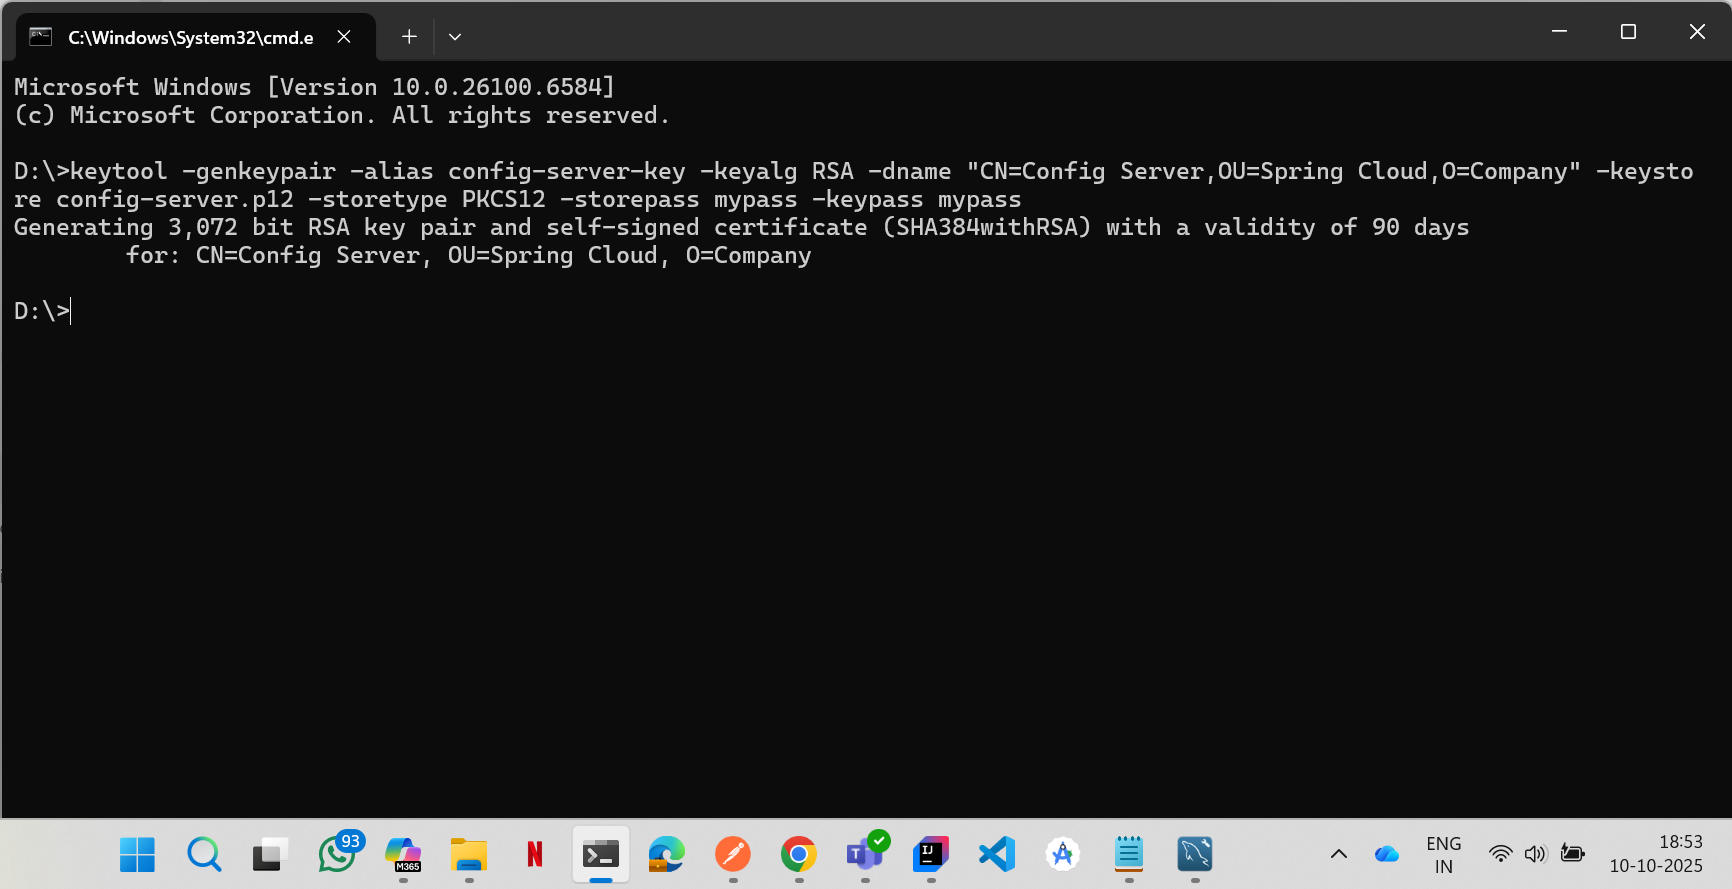 C:\Windows\System32\cmd.e
Microsoft Windows [Version 10.0.26100.6584]
(c) Microsoft Corporation. All rights reserved.
D:\>keytool -genkeypair -alias config-server-key -keyalg RSA -dname "CN=Config Server,OU=Spring Cloud,O=Company" -keysto
re config-server.p12 -storetype PKCS12 -storepass mypass -keypass mypass
Generating 3,072 bit RSA key pair and self-signed certificate (SHA384withRSA) with a validity of 90 days
for: CN=Config Server, OU=Spring Cloud, O=Company
D:\>
93
M365
N
T
IJ
ENG
IN
18:53
10-10-2025